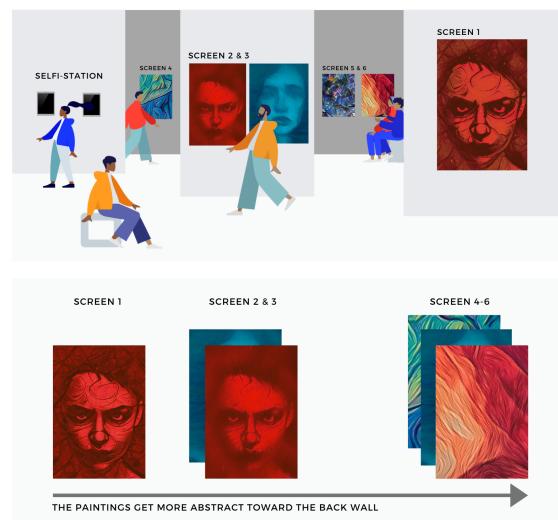 SCREEN 1
SCREEN 2 & 3
SELFI-STATION
SCREEN 4
SCREEN 5 & 6
SCREEN 1
SCREEN 2 & 3
SCREEN 4-6
THE PAINTINGS GET MORE ABSTRACT TOWARD THE BACK WALL